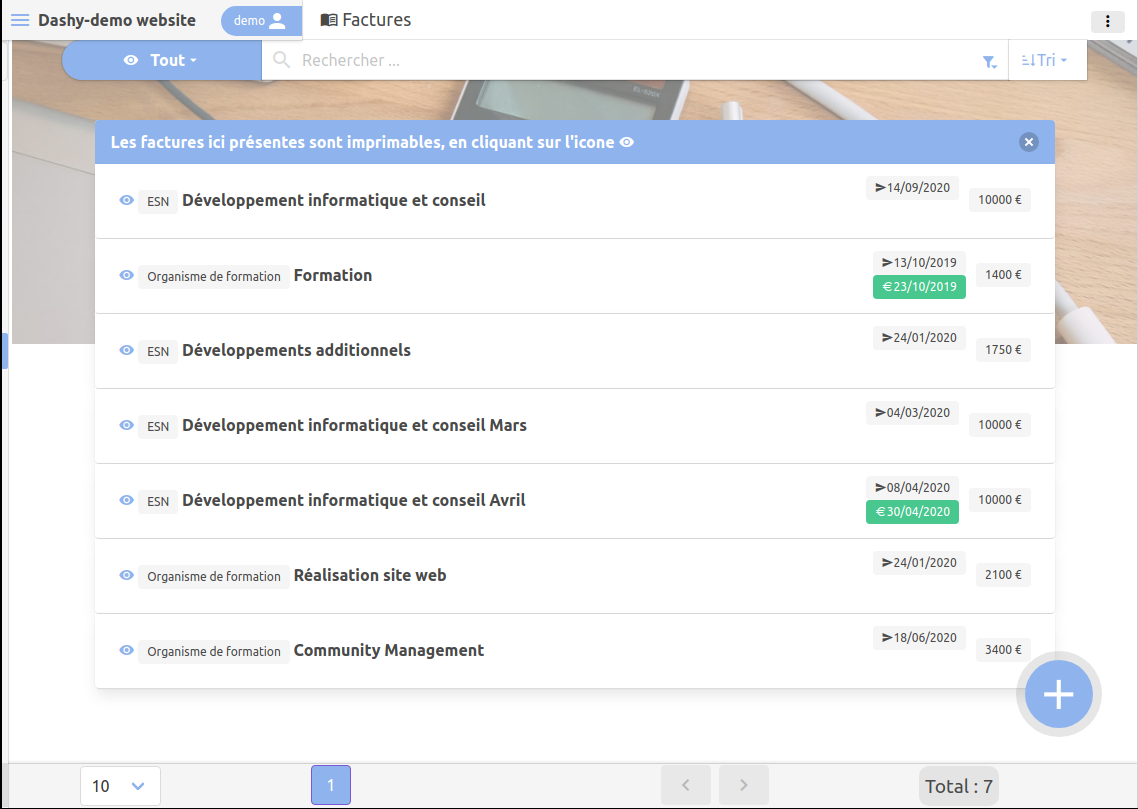 Dashy-demo website demo Factures
Tout Rechercher ... Tri
Les factures ici présentes sont imprimables, en cliquant sur l'icone
ESN Développement informatique et conseil 14/09/2020 10000 €
Organisme de formation Formation 13/10/2019 1400 €
€23/10/2019
ESN Développements additionnels 24/01/2020 1750 €
ESN Développement informatique et conseil Mars 04/03/2020 10000 €
ESN Développement informatique et conseil Avril 08/04/2020 10000 €
€30/04/2020
Organisme de formation Réalisation site web 24/01/2020 2100 €
Organisme de formation Community Management 18/06/2020 3400 €
10 1 Total : 7